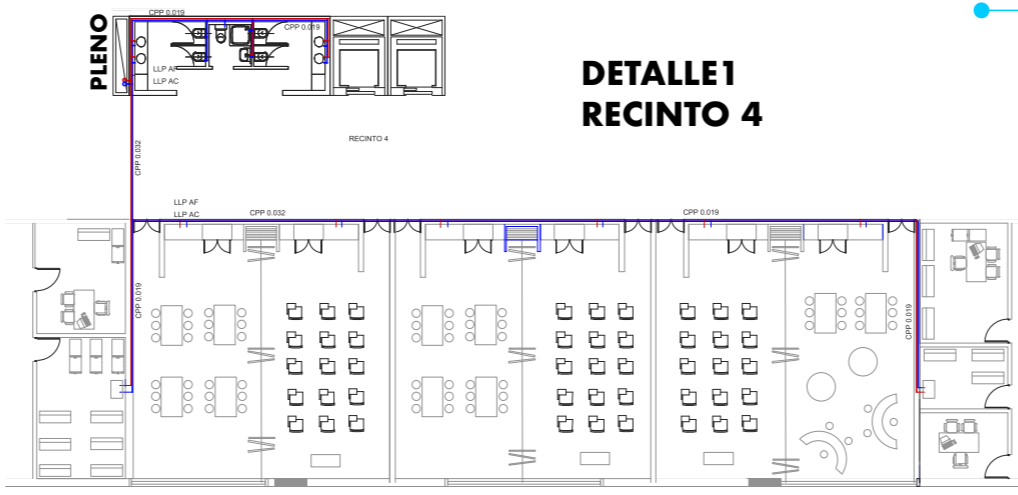 CPP 0.019
CPP 0.019
PLENO
LLP AF
LLP AC
DETALLE1
RECINTO 4
RECINTO 4
CPP 0.032
LLP AF
LLP AC
CPP 0.032
CPP 0.019
CPP 0.019
CPP 0.019